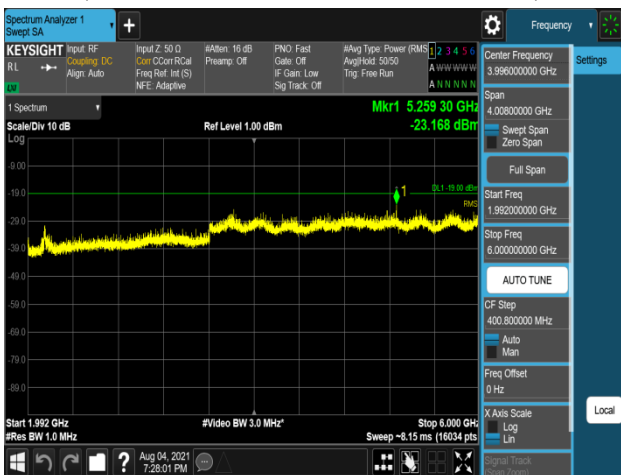 Spectrum Analyzer 1
Swept SA
+
Frequency
KEYSIGHT
RL
LW
Input: RF
Coupling: DC
Align: Auto
Input Z: 50 Ω
Corr CCorr RCal
Freq Ref: Int (S)
NFE: Adaptive
#Atten: 16 dB
Preamp: Off
PNO: Fast
Gate: Off
IF Gain: Low
Sig Track: Off
#Avg Type: Power (RMS
Avg|Hold: 50/50
Trig: Free Run
1 2 3 4 5 6
A W W W W W
A N N N N N
1 Spectrum
Scale/Div 10 dB
Log
Ref Level 1.00 dBm
Mkr1 5.259 30 GHz
-23.168 dBm
-9.00
-19.0
-29.0
-39.0
-49.0
-59.0
-69.0
-79.0
-89.0
1
DL1 -19.00 dBm
RMS
Start 1.992 GHz
#Res BW 1.0 MHz
#Video BW 3.0 MHz*
Stop 6.000 GHz
Sweep ~8.15 ms (16034 pts
Center Frequency
3.996000000 GHz
Span
4.00800000 GHz
Swept Span
Zero Span
Full Span
Start Freq
1.992000000 GHz
Stop Freq
6.000000000 GHz
AUTO TUNE
CF Step
400.800000 MHz
Auto
Man
Freq Offset
0 Hz
X Axis Scale
Log
Lin
Signal Track
(Span Zoom)
Settings
Local
?
Aug 04, 2021
7:28:01 PM